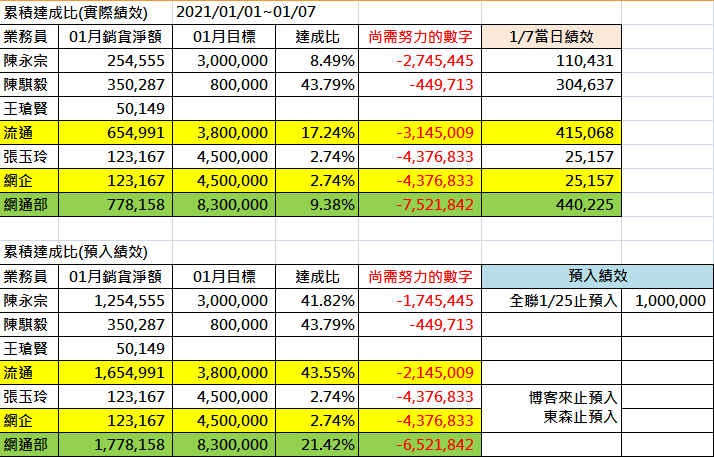 累積達成比(實際績效) 2021/01/01~01/07
業務員 01月銷貨淨額 01月目標 達成比 尚需努力的數字 1/7當日績效
陳永宗 254,555 3,000,000 8.49% -2,745,445 110,431
陳騏毅 350,287 800,000 43.79% -449,713 304,637
王瑲賢 50,149
流通 654,991 3,800,000 17.24% -3,145,009 415,068
張玉玲 123,167 4,500,000 2.74% -4,376,833 25,157
網企 123,167 4,500,000 2.74% -4,376,833 25,157
網通部 778,158 8,300,000 9.38% -7,521,842 440,225
累積達成比(預入績效)
業務員 01月銷貨淨額 01月目標 達成比 尚需努力的數字 預入績效
陳永宗 1,254,555 3,000,000 41.82% -1,745,445 全聯1/25止預入 1,000,000
陳騏毅 350,287 800,000 43.79% -449,713
王瑲賢 50,149
流通 1,654,991 3,800,000 43.55% -2,145,009
張玉玲 123,167 4,500,000 2.74% -4,376,833 博客來止預入
網企 123,167 4,500,000 2.74% -4,376,833 東森止預入
網通部 1,778,158 8,300,000 21.42% -6,521,842